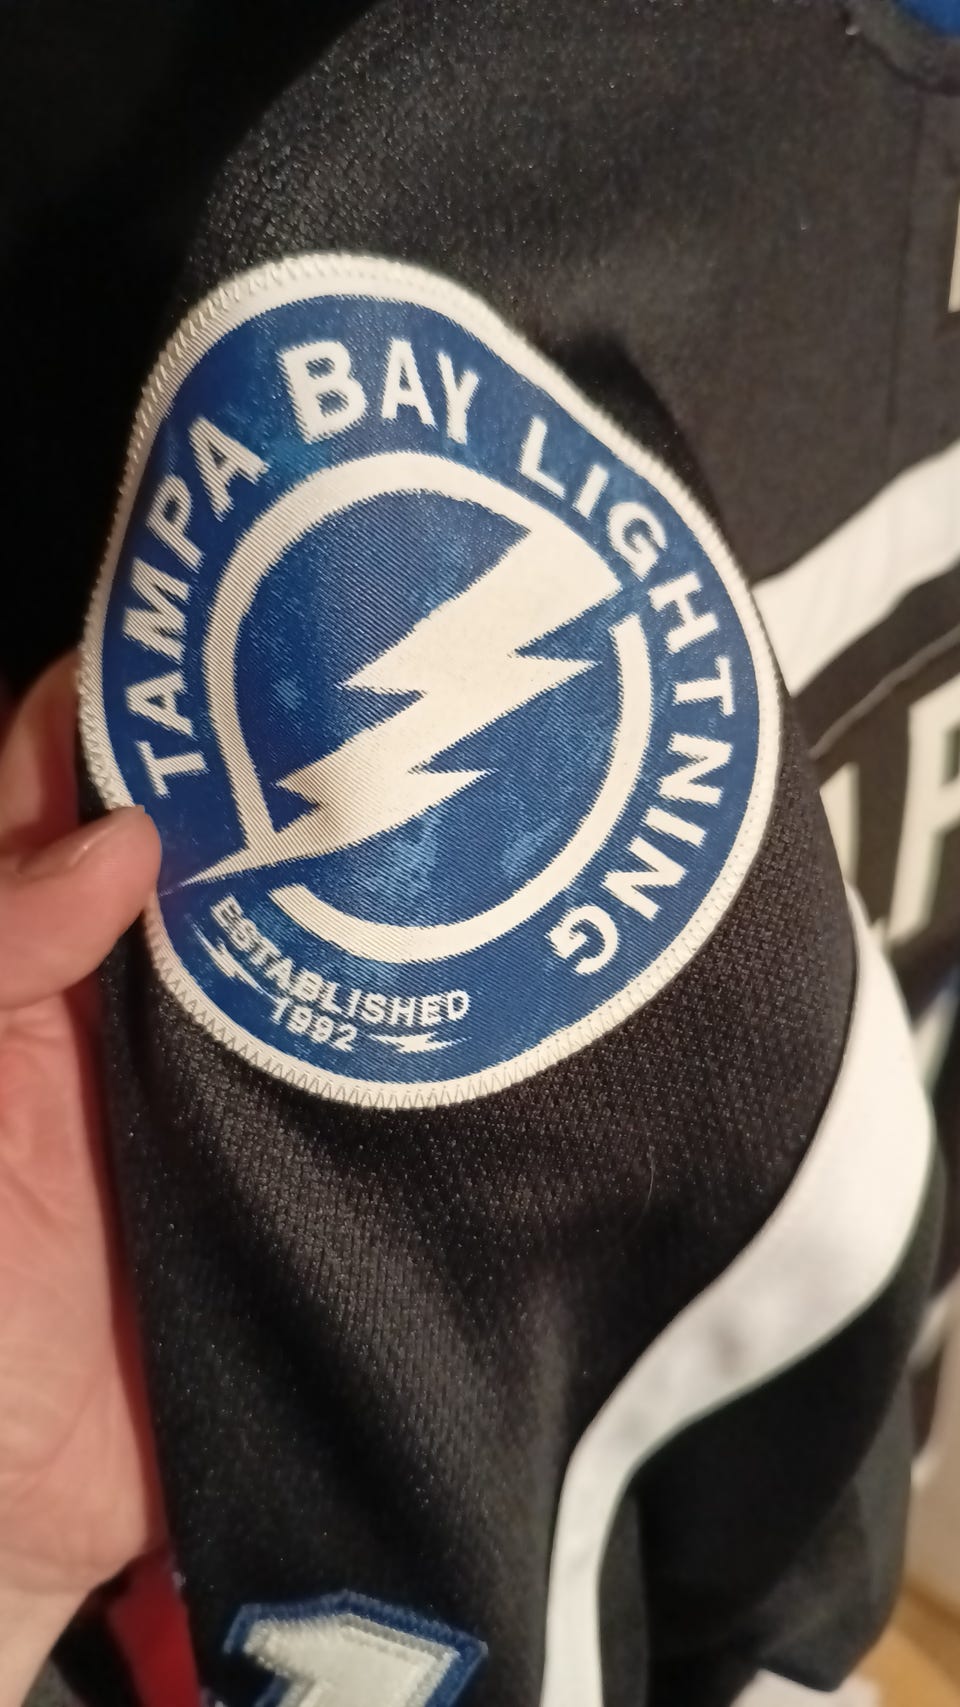 TAMPA BAY LIGHTNING
ESTABLISHED
1992